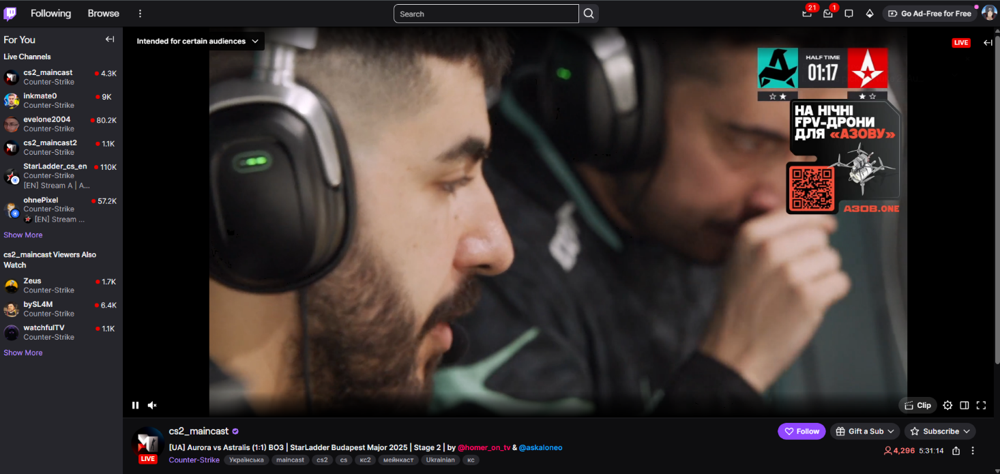 Following
Browse
Search
21
1
Go Ad-Free for Free
For You
Live Channels
cs2_maincast
4.3K
Counter-Strike
inkmate0
9K
Counter-Strike
evelone2004
80.2K
Counter-Strike
cs2_maincast2
1.1K
Counter-Strike
StarLadder_cs_en
110K
Counter-Strike
[EN] Stream A | A...
ohnePixel
57.2K
Counter-Strike
[EN] Stream ...
Show More
cs2_maincast Viewers Also
Watch
Zeus
1.7K
Counter-Strike
bySL4M
6.4K
Counter-Strike
watchfulTV
1.1K
Counter-Strike
Show More
Intended for certain audiences
LIVE
HALF TIME
01:17
НА НІЧНІ
FPV-ДРОНИ
ДЛЯ «АЗОВУ»
АЗОВ.ONE
Clip
cs2_maincast
Follow
Gift a Sub
Subscribe
LIVE
[UA] Aurora vs Astralis (1:1) BO3 | StarLadder Budapest Major 2025 | Stage 2 | by @homer_on_tv & @askaloneo
4,296
5:31:14
Counter-Strike
Українська
maincast
cs2
cs
кс2
мейнкаст
Ukrainian
кс